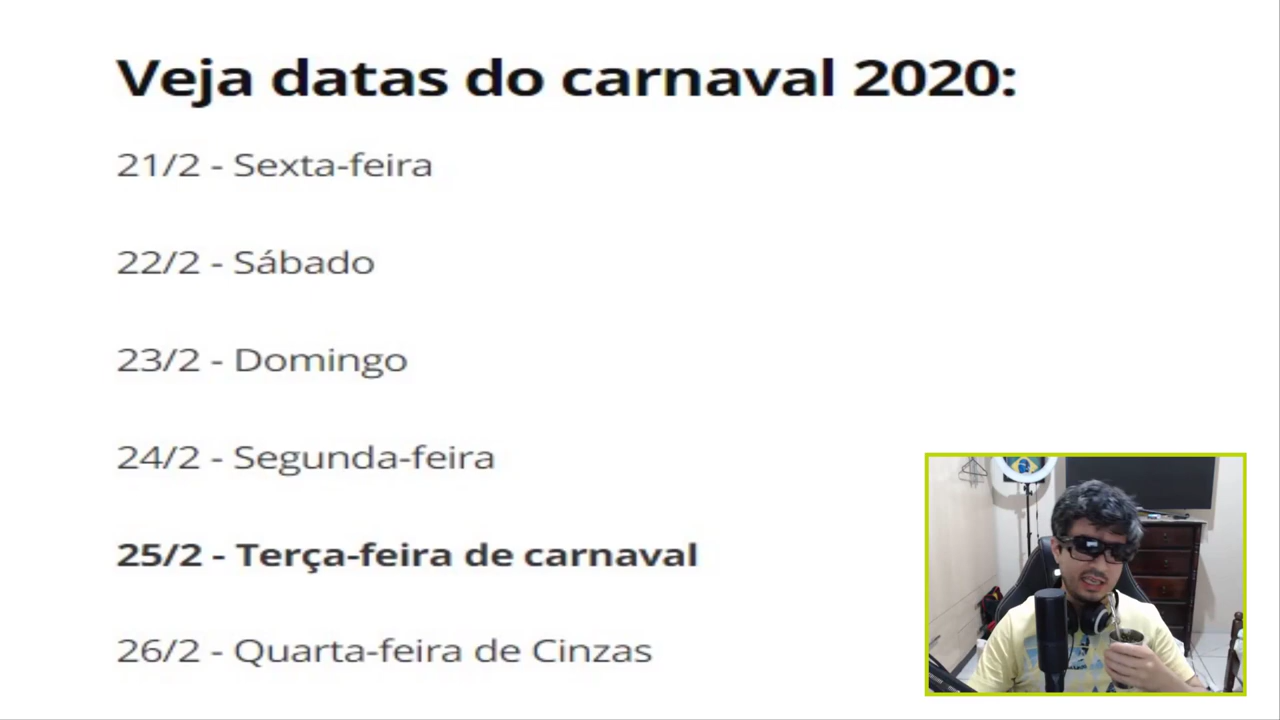 Veja datas do carnaval 2020:
21/2 - Sexta-feira
22/2 - Sábado
23/2 - Domingo
24/2 - Segunda-feira
25/2 - Terça-feira de carnaval
26/2 - Quarta-feira de Cinzas